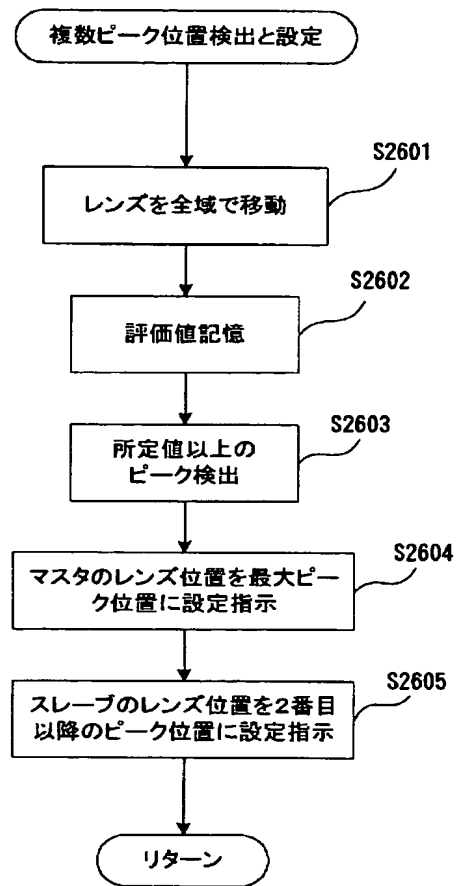 複数ピーク位置検出と設定
S2601
レンズを全域で移動
S2602
評価値記憶
S2603
所定値以上の
ピーク検出
S2604
マスタのレンズ位置を最大ピー
ク位置に設定指示
S2605
スレーブのレンズ位置を2番目
以降のピーク位置に設定指示
リターン